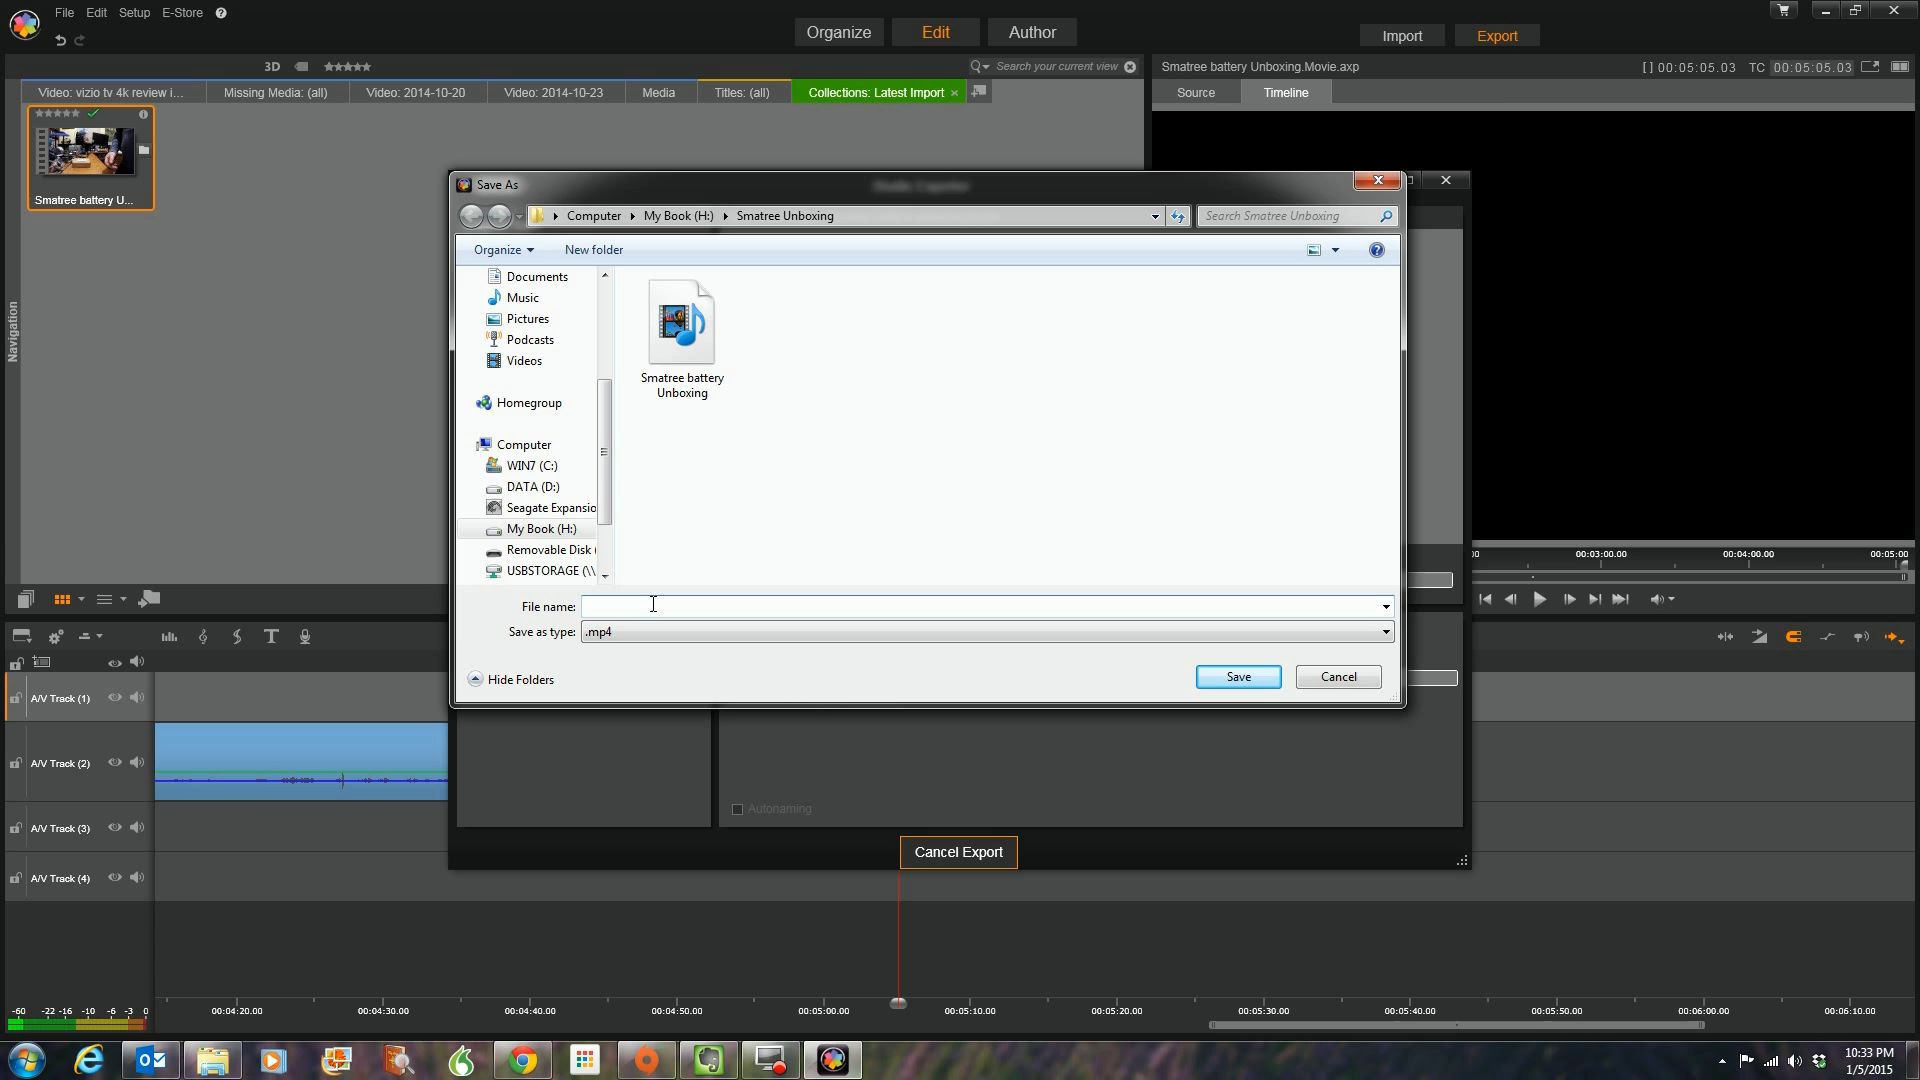 File Edit Setup E-Store
Organize Edit Author
Import Export
3D
Search your current view
Smatree battery Unboxing.Movie.axp
[ ] 00:05:05.03 TC 00:05:05.03
Video: vizio tv 4k review i...
Missing Media: (all)
Video: 2014-10-20
Video: 2014-10-23
Media
Titles: (all)
Collections: Latest Import
Source
Timeline
Smatree battery U...
Navigation
Save As
Computer
My Book (H:)
Smatree Unboxing
Search Smatree Unboxing
Organize
New folder
Documents
Music
Pictures
Podcasts
Videos
Homegroup
Computer
WIN7 (C:)
DATA (D:)
Seagate Expansio
My Book (H:)
Removable Disk (
USBSTORAGE (\\
Smatree battery
Unboxing
File name:
Save as type: .mp4
Hide Folders
Save
Cancel
Autonaming
Cancel Export
00:03:00.00 00:04:00.00 00:05:00
A/V Track (1)
A/V Track (2)
A/V Track (3)
A/V Track (4)
-60 -22 -16 -10 -6 -3 0
00:04:20.00 00:04:30.00 00:04:40.00 00:04:50.00 00:05:00.00 00:05:10.00 00:05:20.00 00:05:30.00 00:05:40.00 00:05:50.00 00:06:00.00 00:06:10.00
10:33 PM
1/5/2015